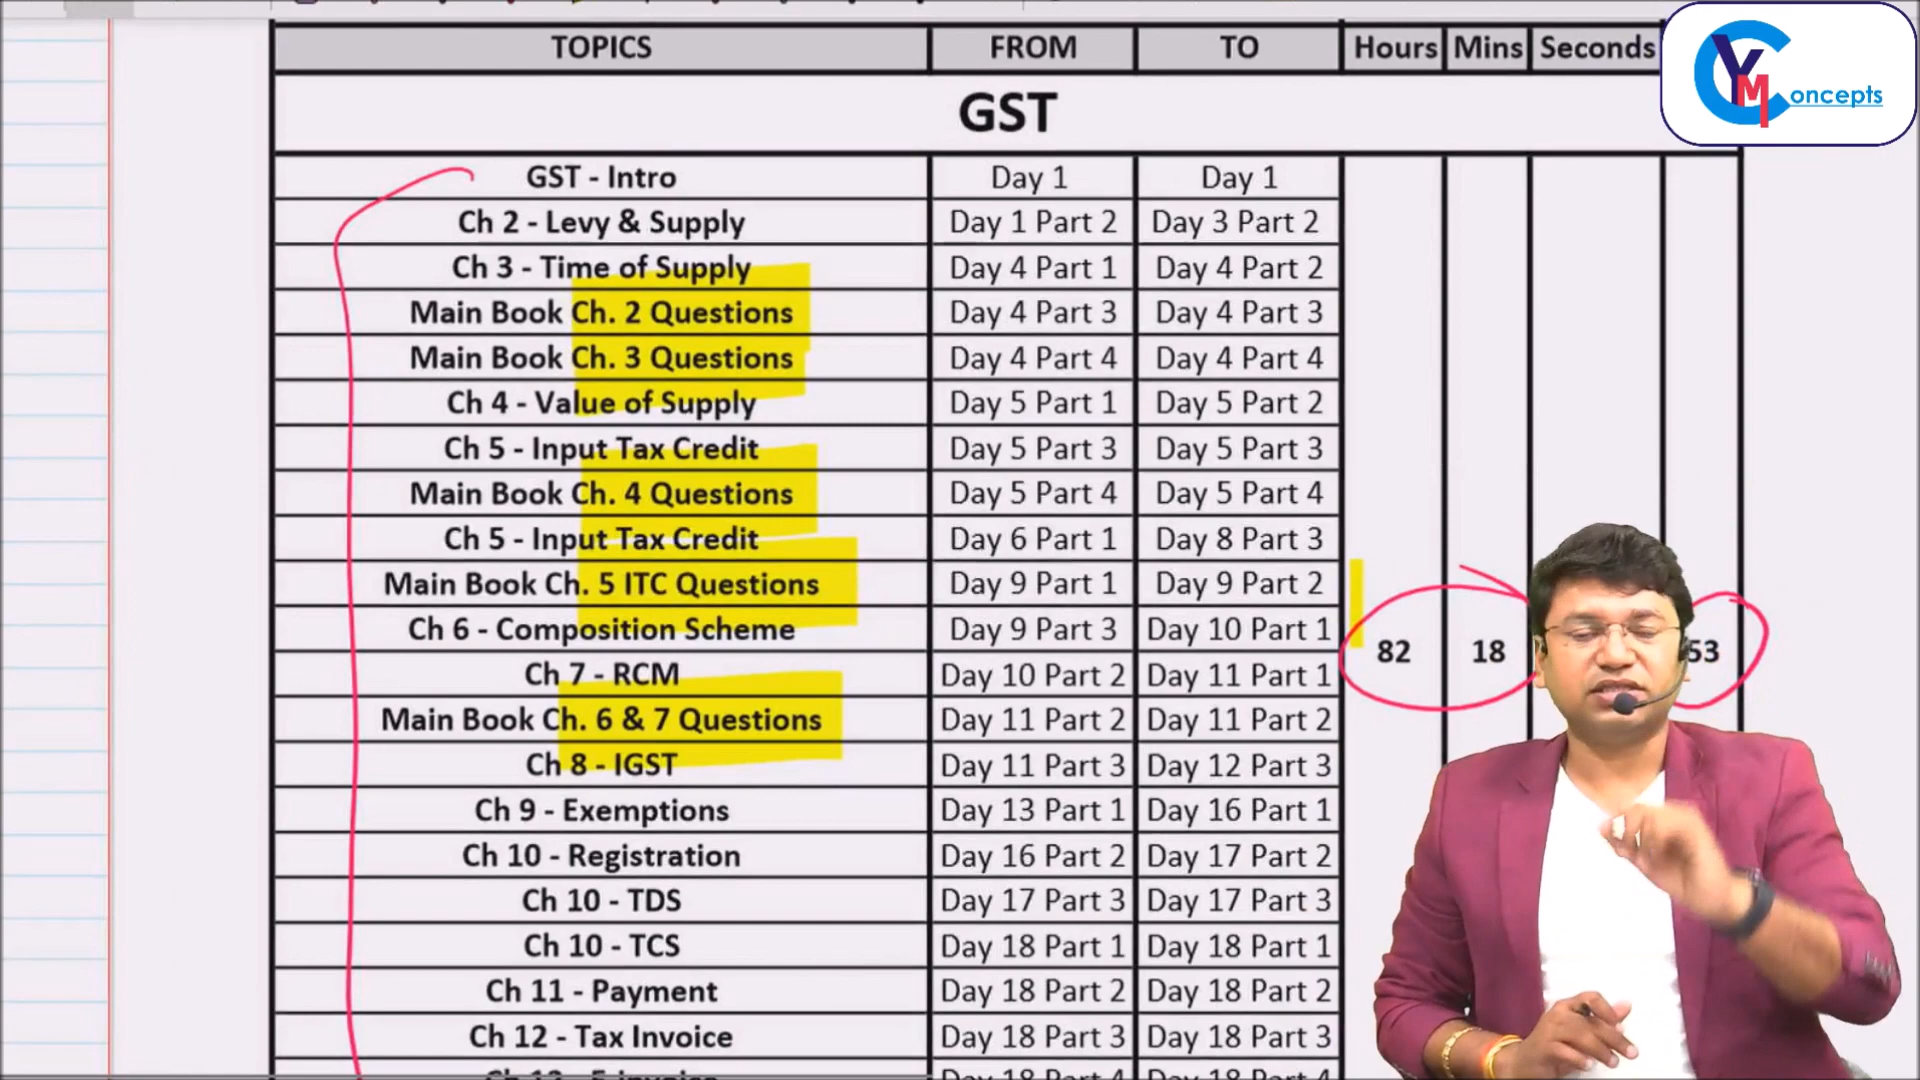 TOPICS FROM TO Hours Mins Seconds
YM Concepts
GST
GST - Intro Day 1 Day 1
Ch 2 - Levy & Supply Day 1 Part 2 Day 3 Part 2
Ch 3 - Time of Supply Day 4 Part 1 Day 4 Part 2
Main Book Ch. 2 Questions Day 4 Part 3 Day 4 Part 3
Main Book Ch. 3 Questions Day 4 Part 4 Day 4 Part 4
Ch 4 - Value of Supply Day 5 Part 1 Day 5 Part 2
Ch 5 - Input Tax Credit Day 5 Part 3 Day 5 Part 3
Main Book Ch. 4 Questions Day 5 Part 4 Day 5 Part 4
Ch 5 - Input Tax Credit Day 6 Part 1 Day 8 Part 3
Main Book Ch. 5 ITC Questions Day 9 Part 1 Day 9 Part 2
Ch 6 - Composition Scheme Day 9 Part 3 Day 10 Part 1
82 18 53
Ch 7 - RCM Day 10 Part 2 Day 11 Part 1
Main Book Ch. 6 & 7 Questions Day 11 Part 2 Day 11 Part 2
Ch 8 - IGST Day 11 Part 3 Day 12 Part 3
Ch 9 - Exemptions Day 13 Part 1 Day 16 Part 1
Ch 10 - Registration Day 16 Part 2 Day 17 Part 2
Ch 10 - TDS Day 17 Part 3 Day 17 Part 3
Ch 10 - TCS Day 18 Part 1 Day 18 Part 1
Ch 11 - Payment Day 18 Part 2 Day 18 Part 2
Ch 12 - Tax Invoice Day 18 Part 3 Day 18 Part 3
Day 18 Part 4 Day 18 Part 4